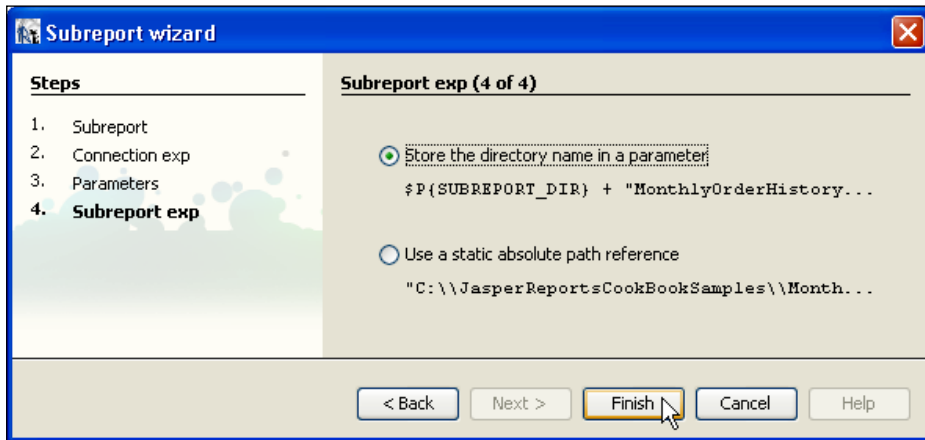 Subreport wizard
Steps
1. Subreport
2. Connection exp
3. Parameters
4. Subreport exp
Subreport exp (4 of 4)
Store the directory name in a parameter
$P{SUBREPORT_DIR} + "MonthlyOrderHistory...
Use a static absolute path reference
"C:\\JasperReportsCookBookSamples\\Month...
< Back Next > Finish Cancel Help